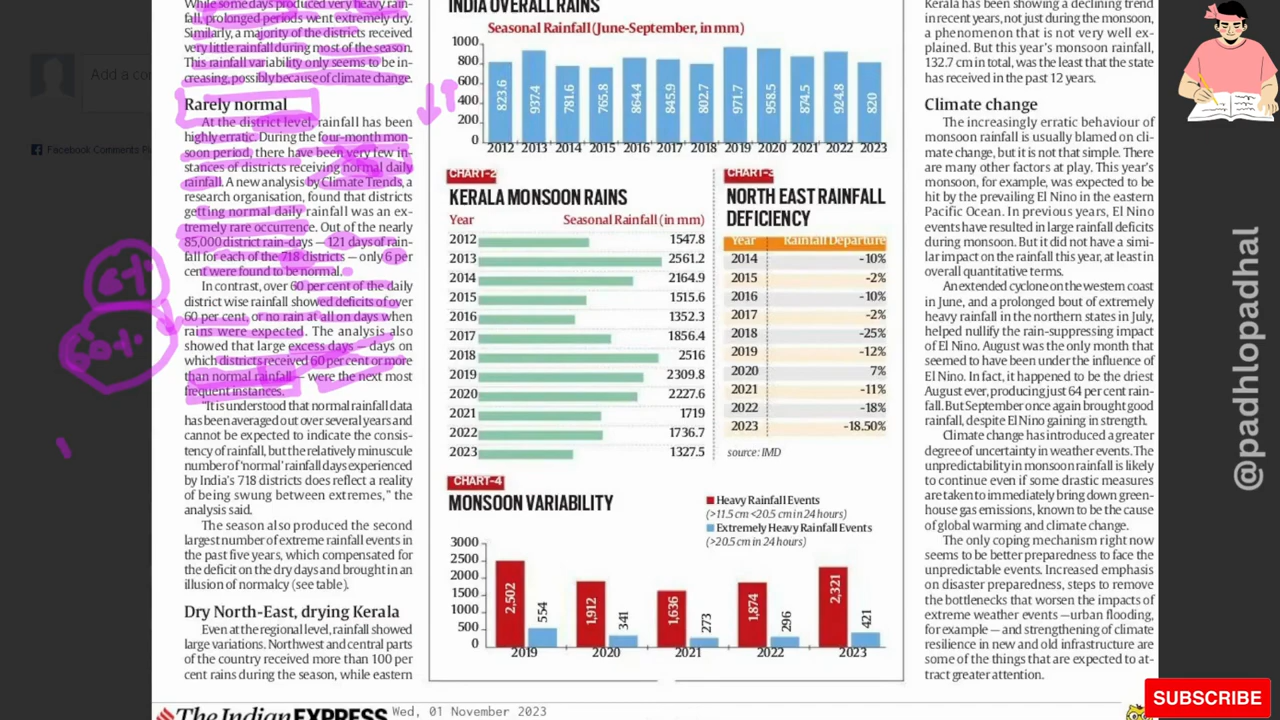 While some days produced very heavy rain-
fall, prolonged periods went extremely dry.
Similarly, a majority of the districts received
very little rainfall during most of the season.
This rainfall variability only seems to be in-
creasing, possibly because of climate change.
Rarely normal
At the district level, rainfall has been
highly erratic. During the four-month mon-
soon period, there have been very few in-
stances of districts receiving normal daily
rainfall. A new analysis by Climate Trends, a
research organisation, found that districts
getting normal daily rainfall was an ex-
tremely rare occurrence. Out of the nearly
85,000 district rain-days — 121 days of rain-
fall for each of the 718 districts — only 6 per
cent were found to be normal.
In contrast, over 60 per cent of the daily
district wise rainfall showed deficits of over
60 per cent, or no rain at all on days when
rains were expected. The analysis also
showed that large excess days — days on
which districts received 60 per cent or more
than normal rainfall — were the next most
frequent instances.
"It is understood that normal rainfall data
has been averaged out over several years and
cannot be expected to indicate the consis-
tency of rainfall, but the relatively minuscule
number of 'normal' rainfall days experienced
by India's 718 districts does reflect a reality
of being swung between extremes," the
analysis said.
The season also produced the second
largest number of extreme rainfall events in
the past five years, which compensated for
the deficit on the dry days and brought in an
illusion of normalcy (see table).
Dry North-East, drying Kerala
Even at the regional level, rainfall showed
large variations. Northwest and central parts
of the country received more than 100 per
cent rains during the season, while eastern
INDIA OVERALL RAINS
Seasonal Rainfall (June-September, in mm)
1000
800
600
400
200
0
823.6
937.4
781.6
765.8
864.4
845.9
802.7
971.7
958.5
874.5
924.8
820
2012 2013 2014 2015 2016 2017 2018 2019 2020 2021 2022 2023
CHART-2
KERALA MONSOON RAINS
Year Seasonal Rainfall (in mm)
2012 1547.8
2013 2561.2
2014 2164.9
2015 1515.6
2016 1352.3
2017 1856.4
2018 2516
2019 2309.8
2020 2227.6
2021 1719
2022 1736.7
2023 1327.5
CHART-3
NORTH EAST RAINFALL
DEFICIENCY
Year Rainfall Departure
2014 -10%
2015 -2%
2016 -10%
2017 -2%
2018 -25%
2019 -12%
2020 7%
2021 -11%
2022 -18%
2023 -18.50%
source: IMD
CHART-4
MONSOON VARIABILITY
Heavy Rainfall Events
(>11.5 cm <20.5 cm in 24 hours)
Extremely Heavy Rainfall Events
(>20.5 cm in 24 hours)
3000
2500
2000
1500
1000
500
0
2,502
554
1,912
341
1,636
273
1,874
296
2,321
421
2019 2020 2021 2022 2023
Kerala has been showing a declining trend
in recent years, not just during the monsoon,
a phenomenon that is not very well ex-
plained. But this year's monsoon rainfall,
132.7 cm in total, was the least that the state
has received in the past 12 years.
Climate change
The increasingly erratic behaviour of
monsoon rainfall is usually blamed on cli-
mate change, but it is not that simple. There
are many other factors at play. This year's
monsoon, for example, was expected to be
hit by the prevailing El Nino in the eastern
Pacific Ocean. In previous years, El Nino
events have resulted in large rainfall deficits
during monsoon. But it did not have a simi-
lar impact on the rainfall this year, at least in
overall quantitative terms.
An extended cyclone on the western coast
in June, and a prolonged bout of extremely
heavy rainfall in the northern states in July,
helped nullify the rain-suppressing impact
of El Nino. August was the only month that
seemed to have been under the influence of
El Nino. In fact, it happened to be the driest
August ever, producing just 64 per cent rain-
fall. But September once again brought good
rainfall, despite El Nino gaining in strength.
Climate change has introduced a greater
degree of uncertainty in weather events. The
unpredictability in monsoon rainfall is likely
to continue even if some drastic measures
are taken to immediately bring down green-
house gas emissions, known to be the cause
of global warming and climate change.
The only coping mechanism right now
seems to be better preparedness to face the
unpredictable events. Increased emphasis
on disaster preparedness, steps to remove
the bottlenecks that worsen the impacts of
extreme weather events — urban flooding,
for example — and strengthening of climate
resilience in new and old infrastructure are
some of the things that are expected to at-
tract greater attention.
The Indian EXPRESS Wed, 01 November 2023
Add a co
Facebook Comments Pl
6%
60%
@padhlopadhal
SUBSCRIBE